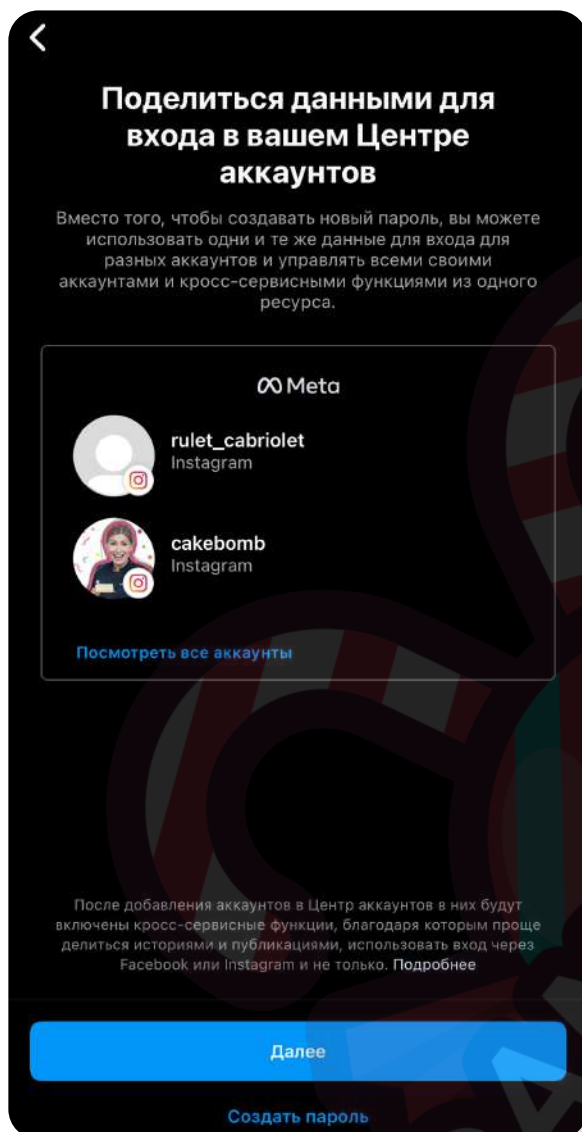 Поделиться данными для
входа в вашем Центре
аккаунтов
Вместо того, чтобы создавать новый пароль, вы можете
использовать одни и те же данные для входа для
разных аккаунтов и управлять всеми своими
аккаунтами и кросс-сервисными функциями из одного
ресурса.
Meta
rulet_cabriolet
Instagram
cakebomb
Instagram
Посмотреть все аккаунты
После добавления аккаунтов в Центр аккаунтов в них будут
включены кросс-сервисные функции, благодаря которым проще
делиться историями и публикациями, использовать вход через
Facebook или Instagram и не только. Подробнее
Далее
Создать пароль